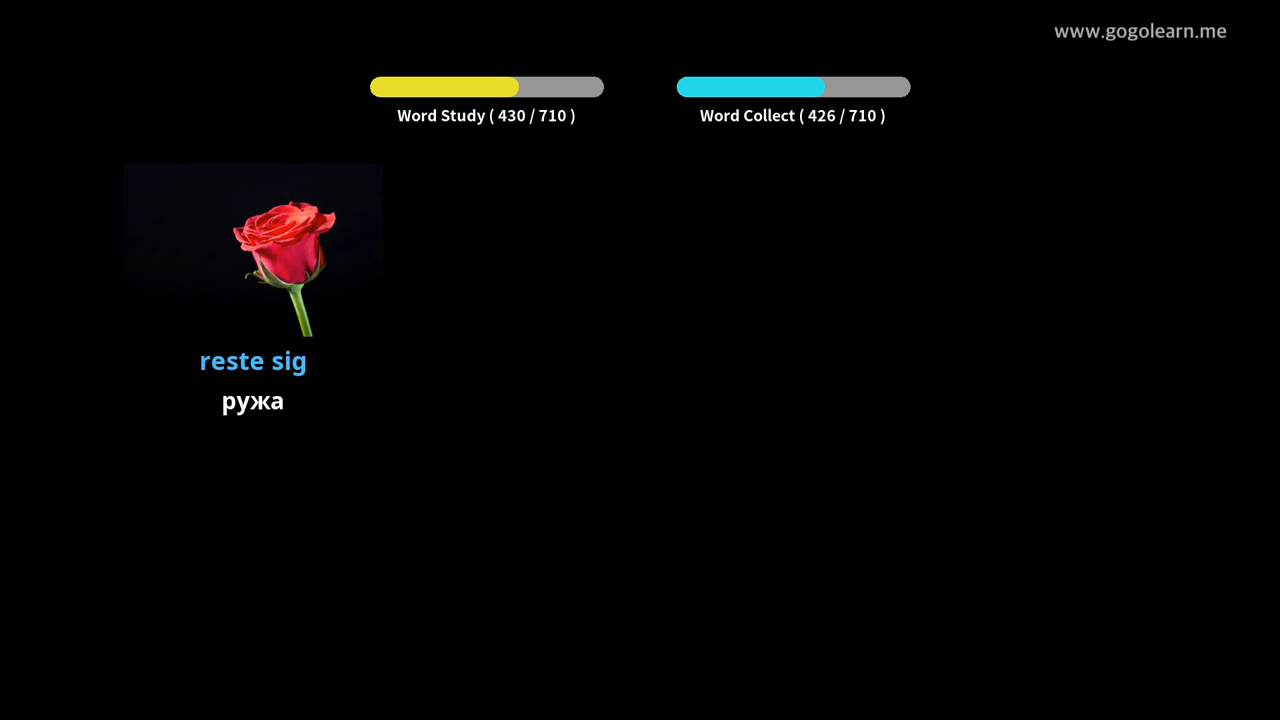 www.gogolearn.me
Word Study ( 430 / 710 )
Word Collect ( 426 / 710 )
reste sig
ружа